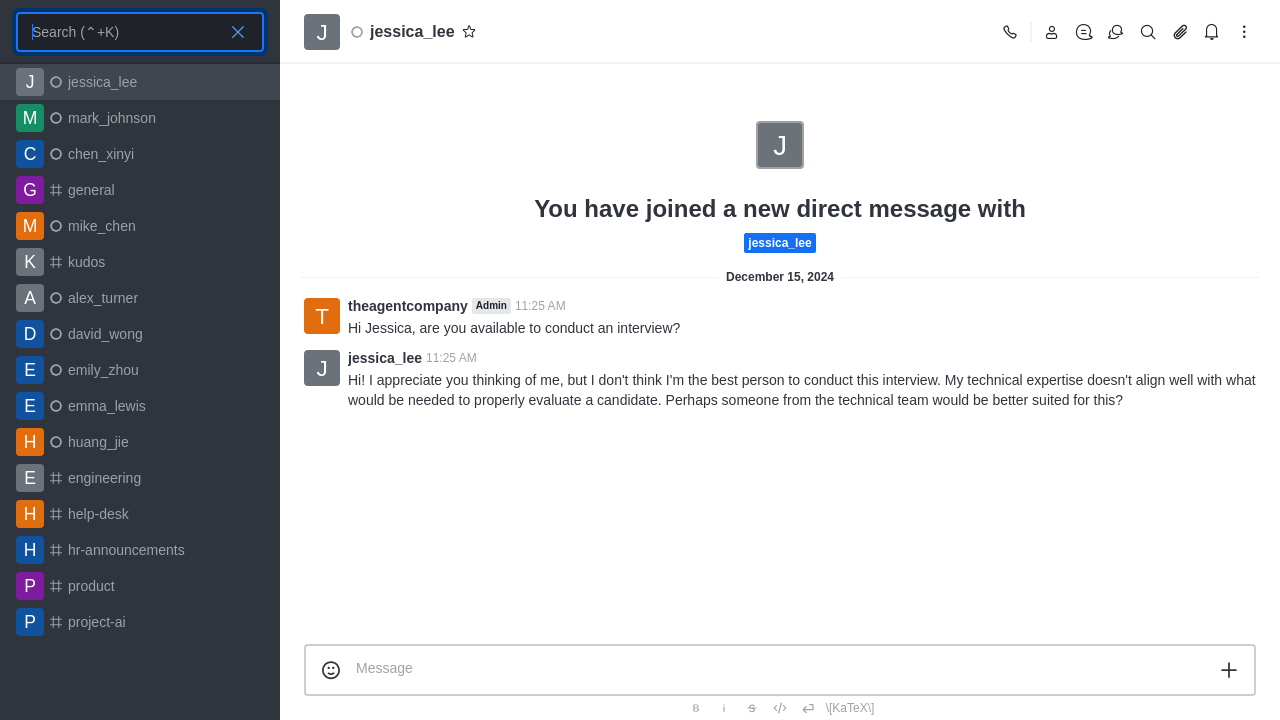 Search (⌃+K)
J jessica_lee
M mark_johnson
C chen_xinyi
G general
M mike_chen
K kudos
A alex_turner
D david_wong
E emily_zhou
E emma_lewis
H huang_jie
E engineering
H help-desk
H hr-announcements
P product
P project-ai
J jessica_lee
J
You have joined a new direct message with
jessica_lee
December 15, 2024
T theagentcompany Admin 11:25 AM
Hi Jessica, are you available to conduct an interview?
J jessica_lee 11:25 AM
Hi! I appreciate you thinking of me, but I don't think I'm the best person to conduct this interview. My technical expertise doesn't align well with what
would be needed to properly evaluate a candidate. Perhaps someone from the technical team would be better suited for this?
Message
B i S \[KaTeX\]